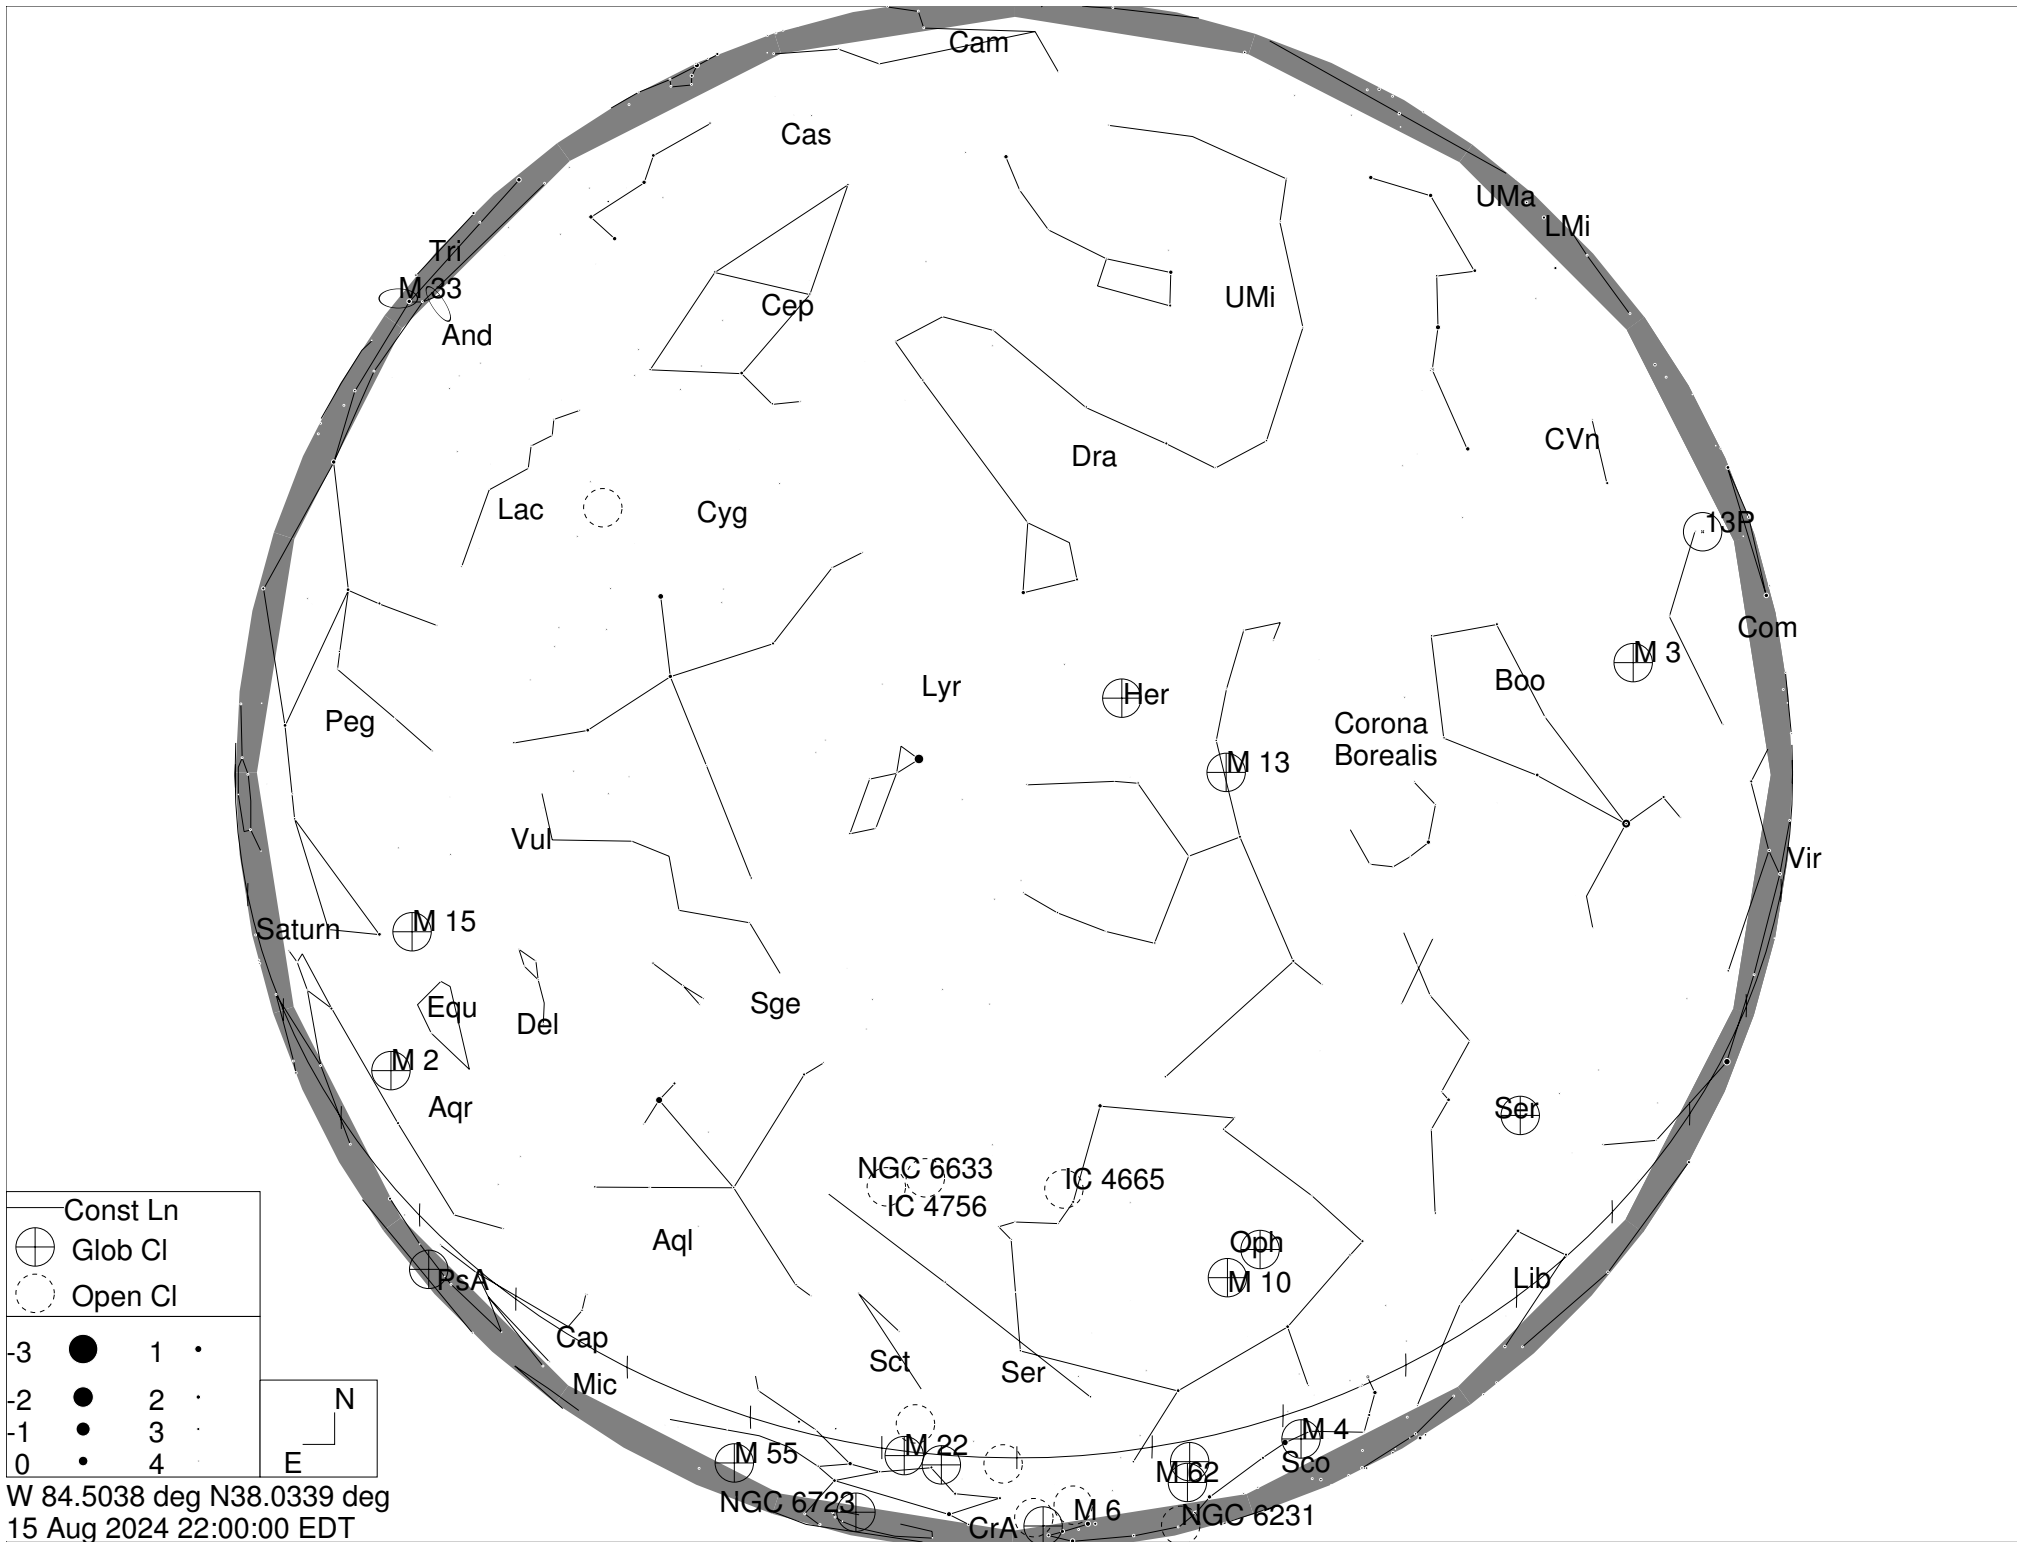 Cam
Cas
UMa
LMi
Tri
M 33
And
Cep
UMi
CVn
Dra
Lac
Cyg
13P
Com
M 3
Lyr
Her
Boo
Peg
Corona
Borealis
M 13
Vul
Vir
Saturn
M 15
Equ
Del
Sge
M 2
Aqr
Ser
NGC 6633
IC 4756
IC 4665
Aql
Oph
M 10
Lib
PsA
Cap
Mic
Sct
Ser
M 55
M 22
M 4
Sco
M 62
NGC 6723
CrA
M 6
NGC 6231
Const Ln
Glob Cl
Open Cl
-3 1
-2 2
-1 3
0 4
N
E
W 84.5038 deg N38.0339 deg
15 Aug 2024 22:00:00 EDT